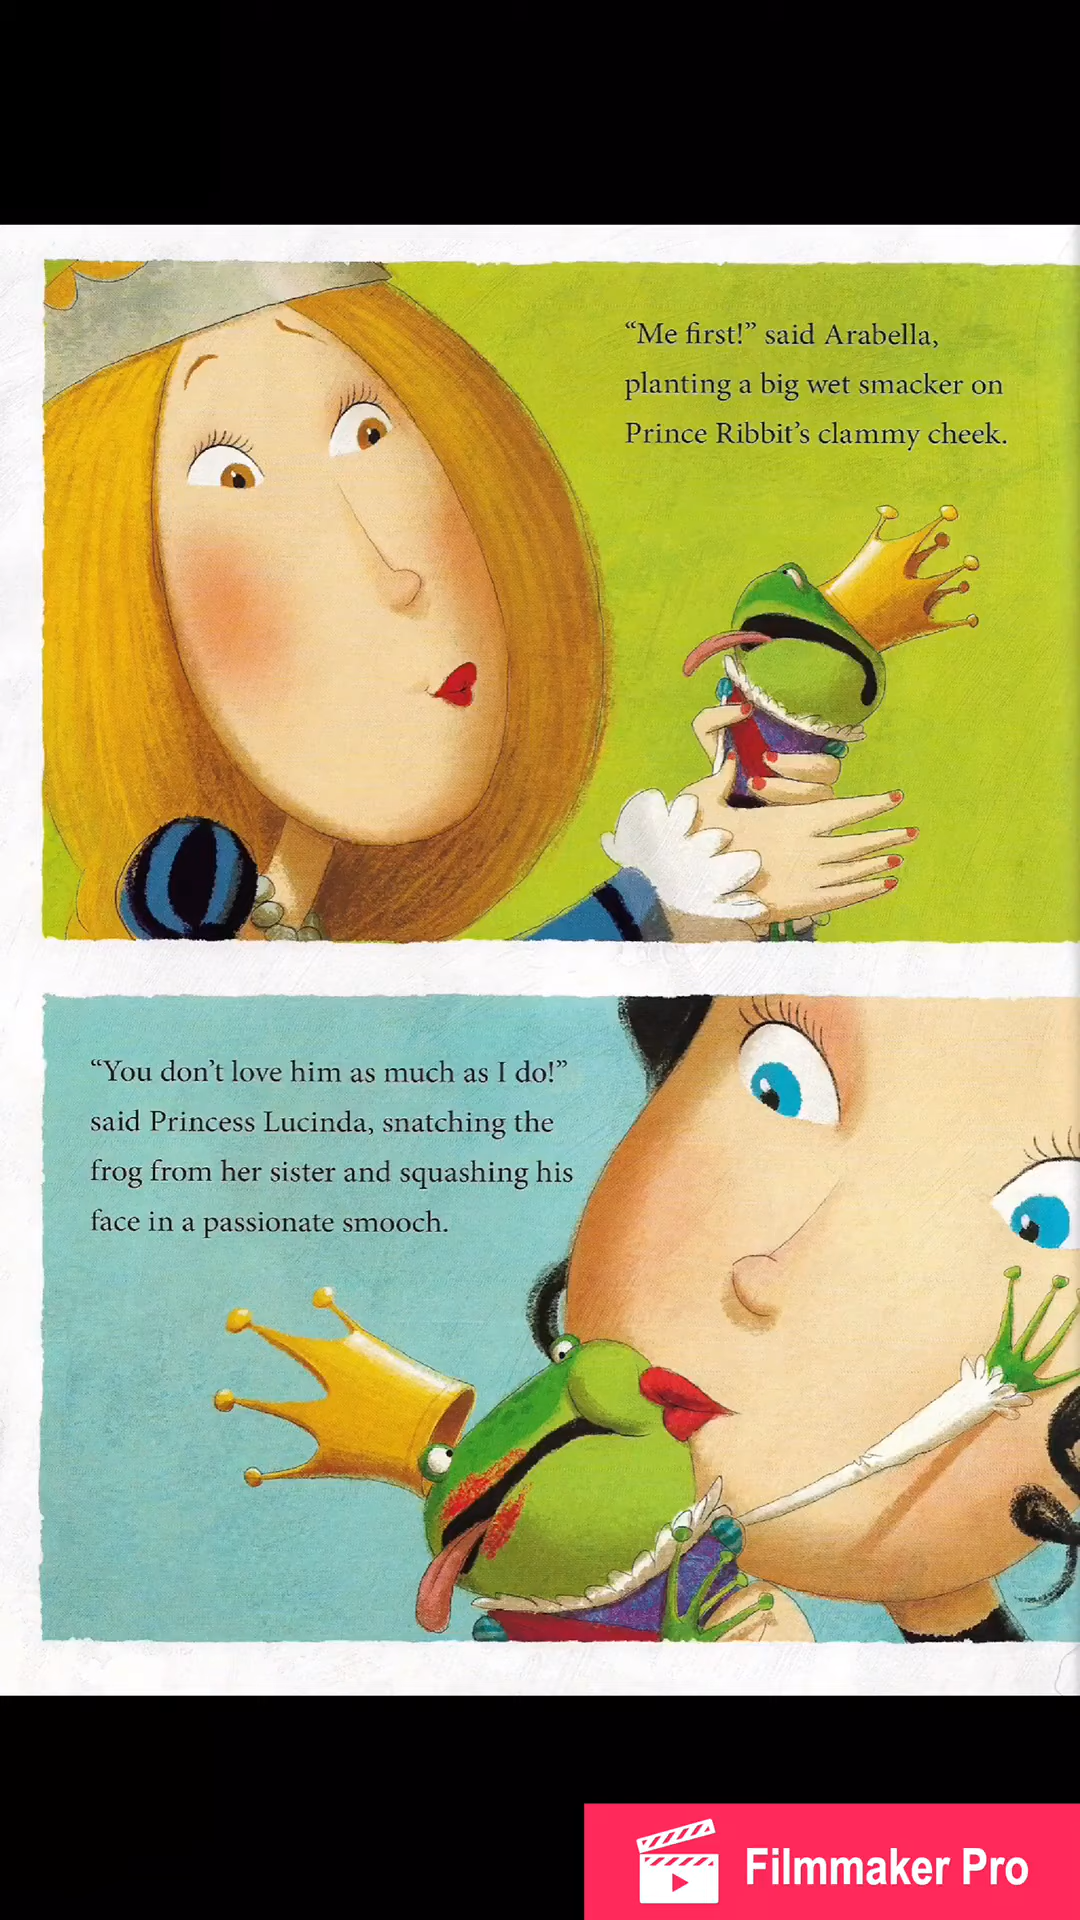 “Me first!” said Arabella,
planting a big wet smacker on
Prince Ribbit’s clammy cheek.
“You don’t love him as much as I do!”
said Princess Lucinda, snatching the
frog from her sister and squashing his
face in a passionate smooch.
Filmmaker Pro